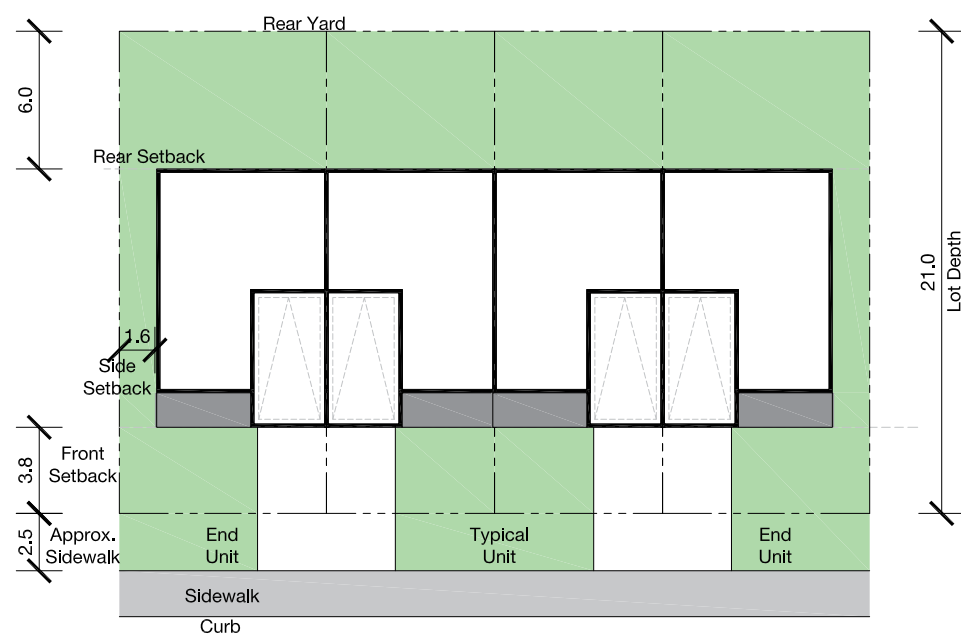 Rear Yard
6.0
Rear Setback
21.0
Lot Depth
1.6
Side
Setback
3.8
Front
Setback
2.5
Approx.
Sidewalk
End
Unit
Typical
Unit
End
Unit
Sidewalk
Curb